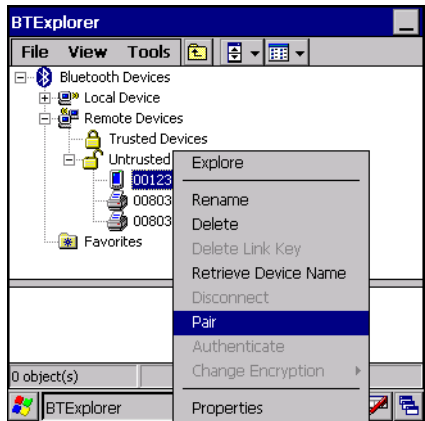 BTExplorer
File View Tools
Bluetooth Devices
Local Device
Remote Devices
Trusted Devices
Untrusted
00123
00803
00803
Favorites
Explore
Rename
Delete
Delete Link Key
Retrieve Device Name
Disconnect
Pair
Authenticate
Change Encryption
Properties
0 object(s)
BTExplorer